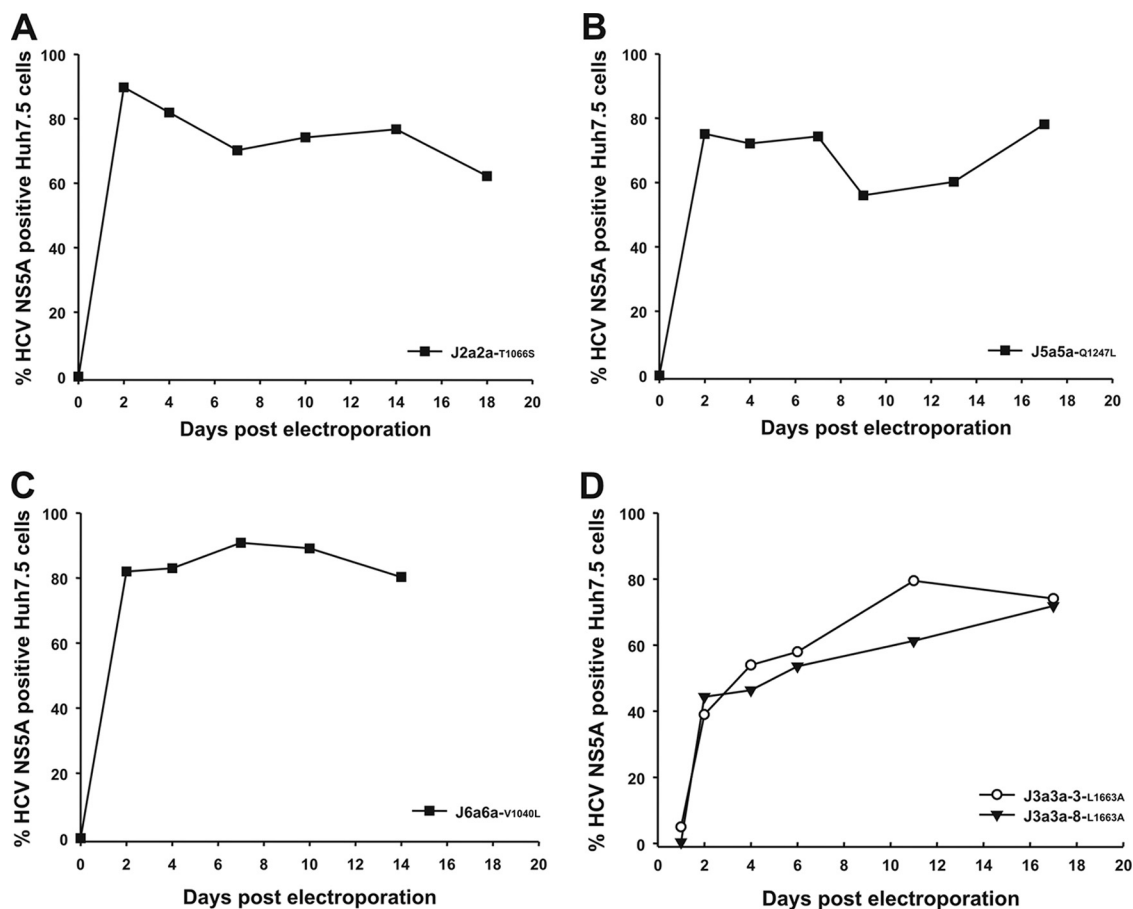 A
% HCV NS5A positive Huh7.5 cells
100
80
60
40
20
0
0 2 4 6 8 10 12 14 16 18 20
J2a2a-T1066S
Days post electroporation
B
% HCV NS5A positive Huh7.5 cells
100
80
60
40
20
0
0 2 4 6 8 10 12 14 16 18 20
J5a5a-Q1247L
Days post electroporation
C
% HCV NS5A positive Huh7.5 cells
100
80
60
40
20
0
0 2 4 6 8 10 12 14 16 18 20
J6a6a-V1040L
Days post electroporation
D
% HCV NS5A positive Huh7.5 cells
100
80
60
40
20
0
0 2 4 6 8 10 12 14 16 18 20
J3a3a-3-L1663A
J3a3a-8-L1663A
Days post electroporation